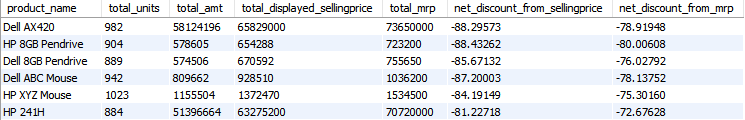 product_name total_units total_amt total_displayed_sellingprice total_mrp net_discount_from_sellingprice net_discount_from_mrp
Dell AX420 982 58124196 65829000 73650000 -88.29573 -78.91948
HP 8GB Pendrive 904 578605 654288 723200 -88.43262 -80.00608
Dell 8GB Pendrive 889 574506 670592 755650 -85.67132 -76.02792
Dell ABC Mouse 942 809662 928510 1036200 -87.20003 -78.13752
HP XYZ Mouse 1023 1155504 1372470 1534500 -84.19149 -75.30160
HP 241H 884 51396664 63275200 70720000 -81.22718 -72.67628